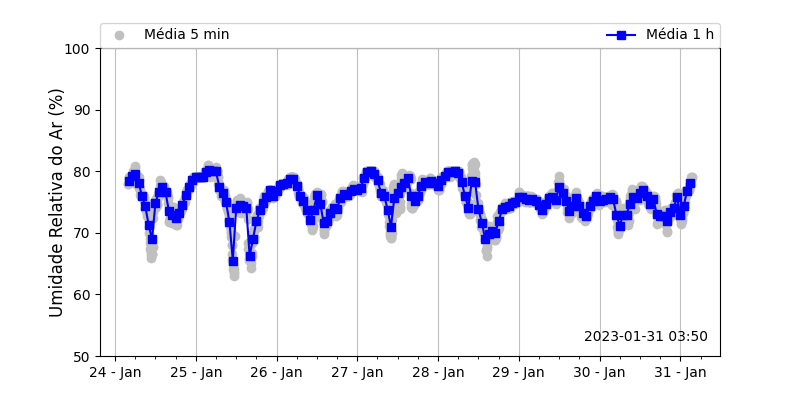 Média 5 min
Média 1 h
Umidade Relativa do Ar (%)
100
90
80
70
60
50
2023-01-31 03:50
24 - Jan
25 - Jan
26 - Jan
27 - Jan
28 - Jan
29 - Jan
30 - Jan
31 - Jan